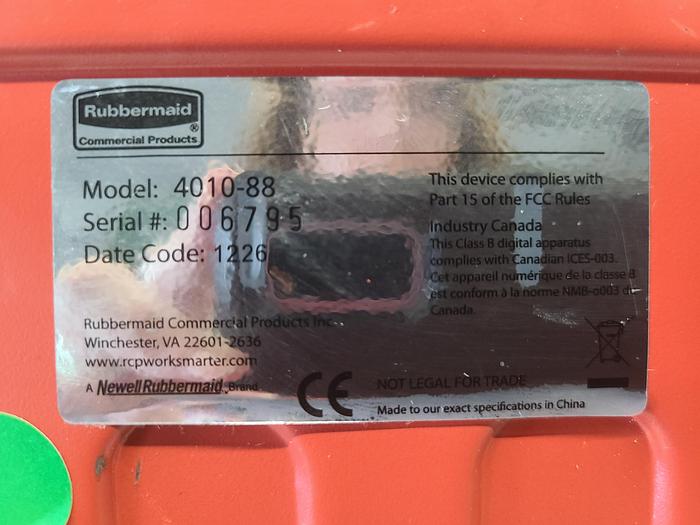 Rubbermaid
®
Commercial Products
Model: 4010-88
Serial #: 006795
Date Code: 1226
Rubbermaid Commercial Products Inc.
Winchester, VA 22601-2636
www.rcpworksmarter.com
A NewellRubbermaid Brand
This device complies with
Part 15 of the FCC Rules
Industry Canada
This Class B digital apparatus
complies with Canadian ICES-003.
Cet appareil numérique de la classe B
est conform à la norme NMB-0003 du
Canada.
CE
NOT LEGAL FOR TRADE
Made to our exact specifications in China